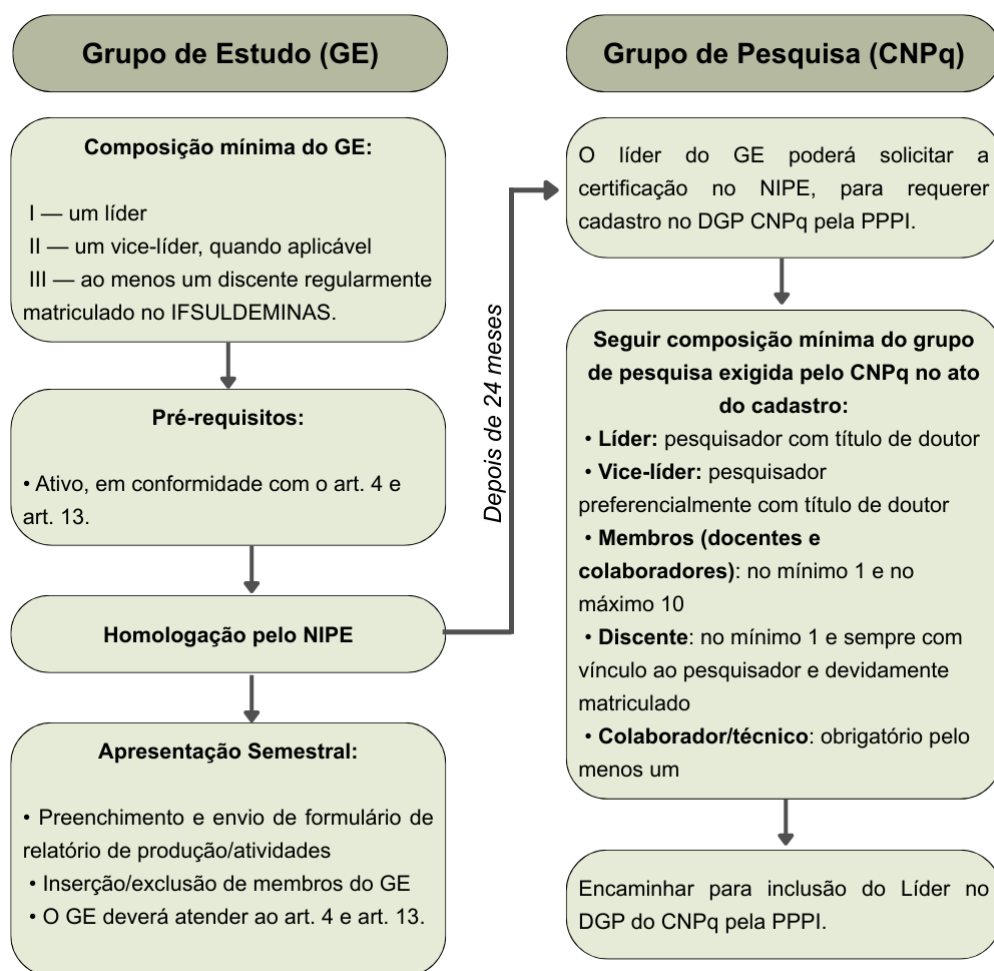 Grupo de Estudo (GE)
Composição mínima do GE:
I — um líder
II — um vice-líder, quando aplicável
III — ao menos um discente regularmente
matriculado no IFSULDEMINAS.
Pré-requisitos:
• Ativo, em conformidade com o art. 4 e
art. 13.
Homologação pelo NIPE
Apresentação Semestral:
• Preenchimento e envio de formulário de
relatório de produção/atividades
• Inserção/exclusão de membros do GE
• O GE deverá atender ao art. 4 e art. 13.
Depois de 24 meses
Grupo de Pesquisa (CNPq)
O líder do GE poderá solicitar a
certificação no NIPE, para requerer
cadastro no DGP CNPq pela PPPI.
Seguir composição mínima do grupo
de pesquisa exigida pelo CNPq no ato
do cadastro:
• Líder: pesquisador com título de doutor
• Vice-líder: pesquisador
preferencialmente com título de doutor
• Membros (docentes e
colaboradores): no mínimo 1 e no
máximo 10
• Discente: no mínimo 1 e sempre com
vínculo ao pesquisador e devidamente
matriculado
• Colaborador/técnico: obrigatório pelo
menos um
Encaminhar para inclusão do Líder no
DGP do CNPq pela PPPI.